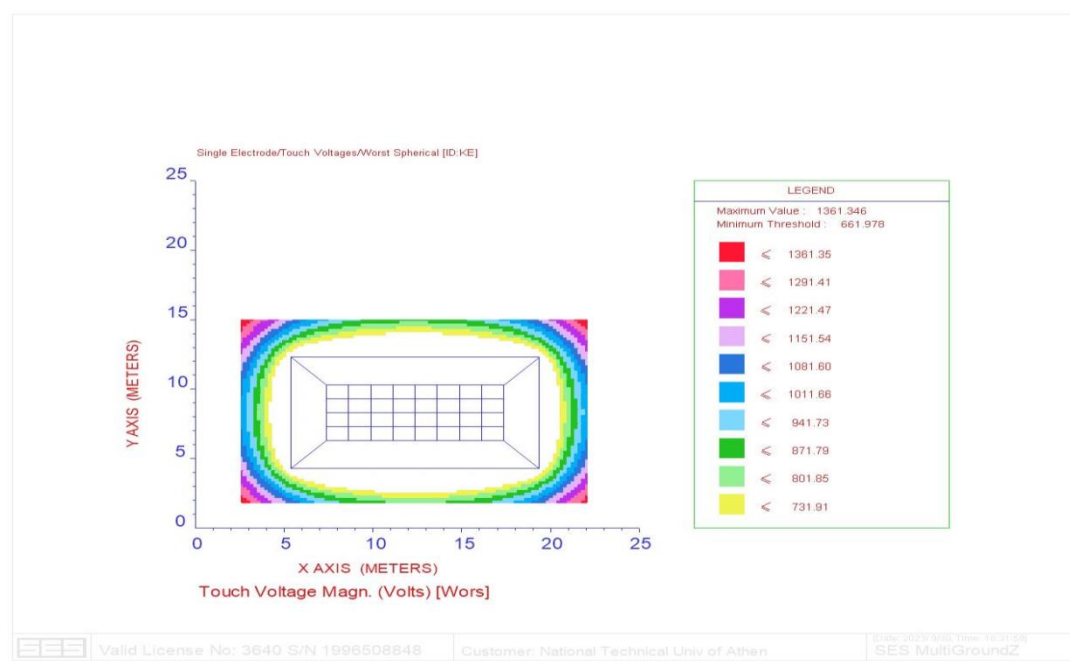 Single Electrode/Touch Voltages/Worst Spherical [ID:KE]
25
20
15
10
5
0
Y AXIS (METERS)
0 5 10 15 20 25
X AXIS (METERS)
Touch Voltage Magn. (Volts) [Wors]
LEGEND
Maximum Value : 1361.346
Minimum Threshold : 661.978
≤ 1361.35
≤ 1291.41
≤ 1221.47
≤ 1151.54
≤ 1081.60
≤ 1011.66
≤ 941.73
≤ 871.79
≤ 801.85
≤ 731.91
SES
Valid License No: 3640 S/N 1996508848
Customer: National Technical Univ of Athen
SES MultiGroundZ